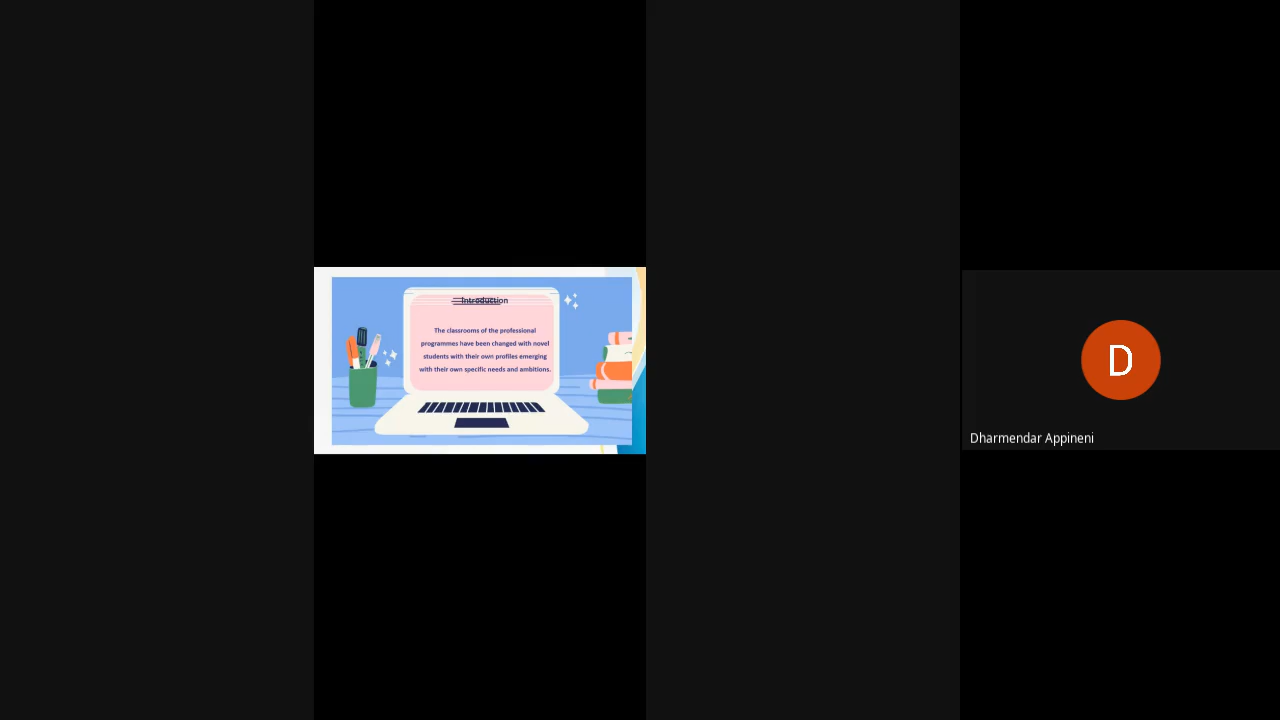 Introduction
The classrooms of the professional
programmes have been changed with novel
students with their own profiles emerging
with their own specific needs and ambitions.
D
Dharmendar Appineni